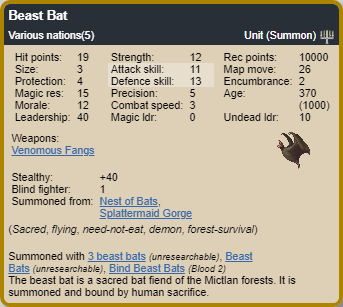 Beast Bat
Various nations(5) Unit (Summon)
Hit points: 19 Strength: 12 Rec points: 10000
Size: 3 Attack skill: 11 Map move: 26
Protection: 4 Defence skill: 13 Encumbrance: 2
Magic res: 15 Precision: 5 Age: 370
Morale: 12 Combat speed: 3 (1000)
Leadership: 40 Magic ldr: 0 Undead ldr: 10
Weapons:
Venomous Fangs
Stealthy: +40
Blind fighter: 1
Summoned from: Nest of Bats,
Splattermaid Gorge
(Sacred, flying, need-not-eat, demon, forest-survival)
Summoned with 3 beast bats (unresearchable), Beast
Bats (unresearchable), Bind Beast Bats (Blood 2)
The beast bat is a sacred bat fiend of the Mictlan forests. It is
summoned and bound by human sacrifice.